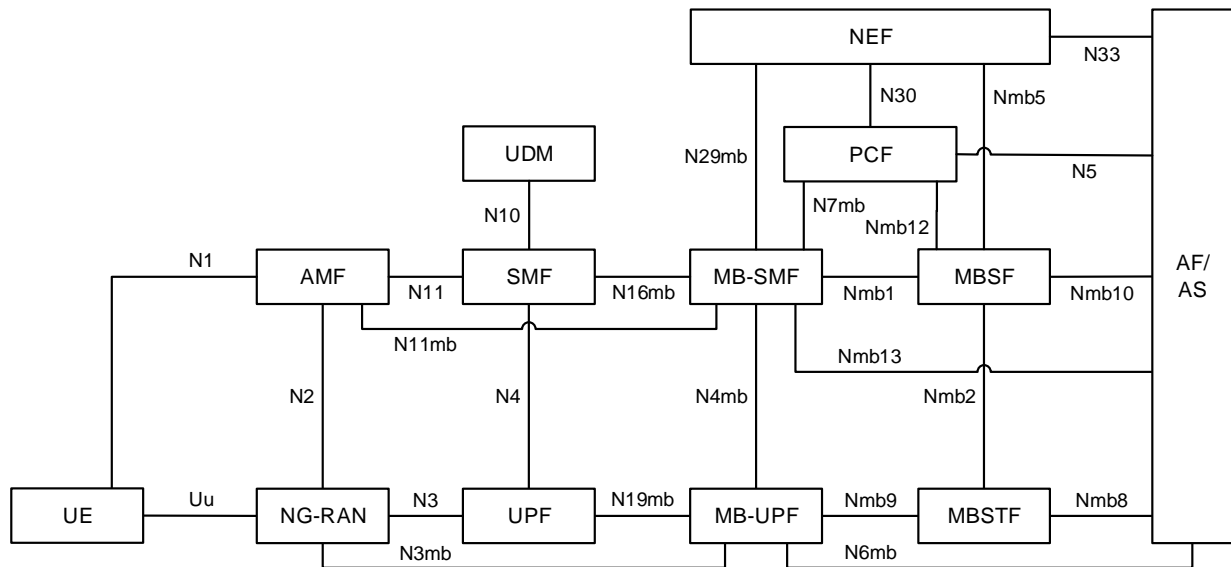 NEF
N33
N30
Nmb5
UDM
N29mb
PCF
N5
N10
N7mb
Nmb12
N1
AMF
N11
SMF
N16mb
MB-SMF
Nmb1
MBSF
Nmb10
AF/
AS
N11mb
Nmb13
N2
N4
N4mb
Nmb2
UE
Uu
NG-RAN
N3
UPF
N19mb
MB-UPF
Nmb9
MBSTF
Nmb8
N3mb
N6mb